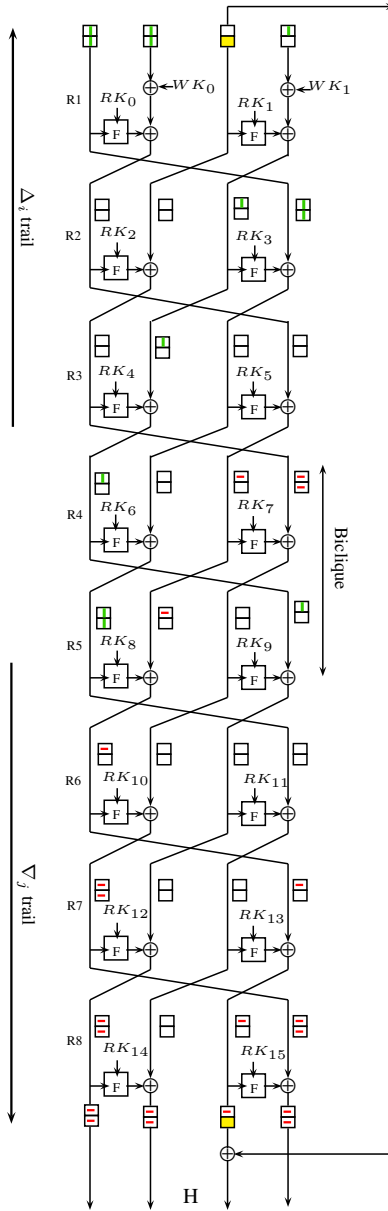 WK₀
WK₁
RK₀
RK₁
R1
F
F
Δᵢ trail
RK₂
RK₃
R2
F
F
RK₄
RK₅
R3
F
F
RK₆
RK₇
R4
F
F
Biclique
RK₈
RK₉
R5
F
F
RK₁₀
RK₁₁
R6
F
F
∇ⱼ trail
RK₁₂
RK₁₃
R7
F
F
RK₁₄
RK₁₅
R8
F
F
H